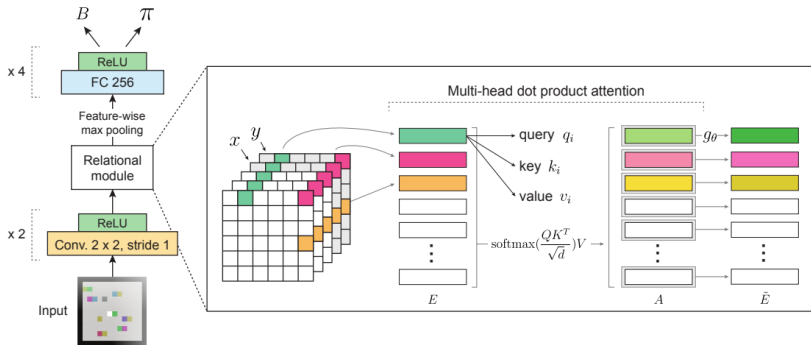 B π
x 4
ReLU
FC 256
Feature-wise
max pooling
Relational
module
x 2
ReLU
Conv. 2 x 2, stride 1
Input
Multi-head dot product attention
x
y
query q_i
key k_i
value v_i
softmax(QK^T/√d)V
g_θ
E
A
Ẽ